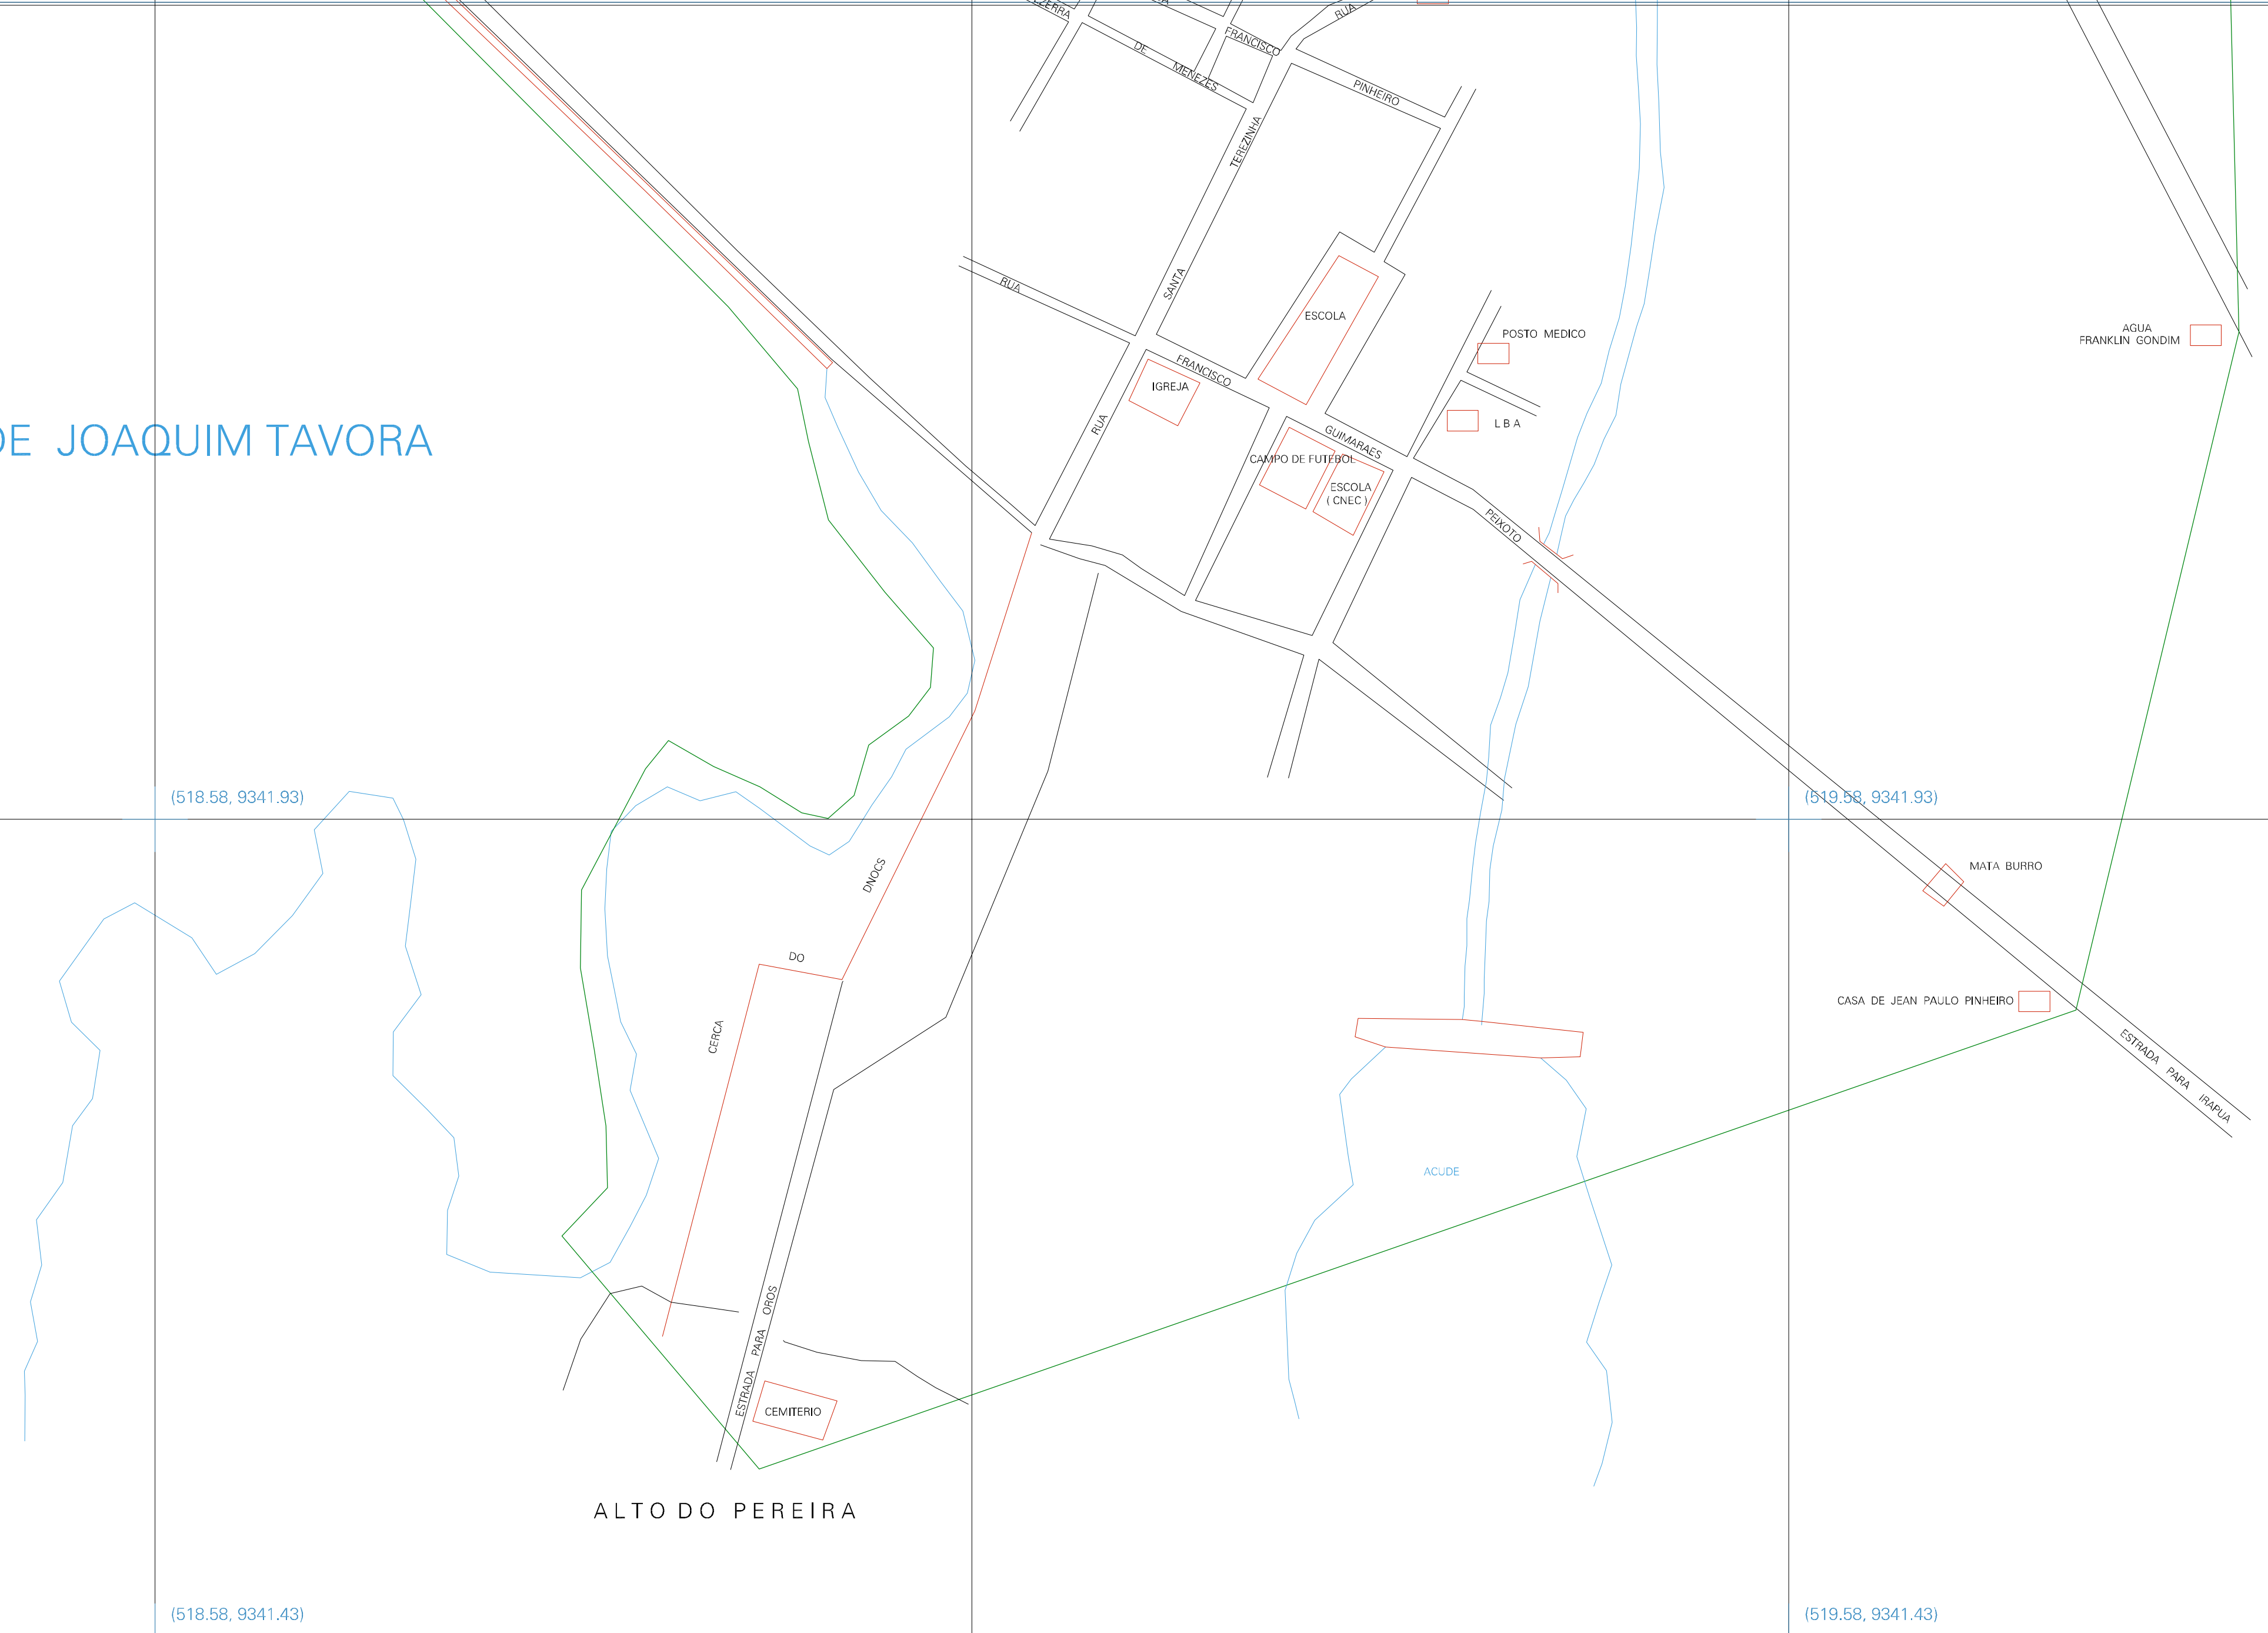 DE
MENEZES
FRANCISCO
RUA
PINHEIRO
TEREZINHA
SANTA
RUA
RUA
FRANCISCO
GUIMARAES
PEIXOTO
ESCOLA
IGREJA
POSTO MEDICO
L B A
CAMPO DE FUTEBOL
ESCOLA
( CNEC )
AGUA
FRANKLIN GONDIM
DE JOAQUIM TAVORA
(518.58, 9341.93)
(519.58, 9341.93)
MATA BURRO
CERCA
DO
DNOCS
CASA DE JEAN PAULO PINHEIRO
ESTRADA PARA IRAPUA
ACUDE
ESTRADA PARA OROS
CEMITERIO
ALTO DO PEREIRA
(518.58, 9341.43)
(519.58, 9341.43)